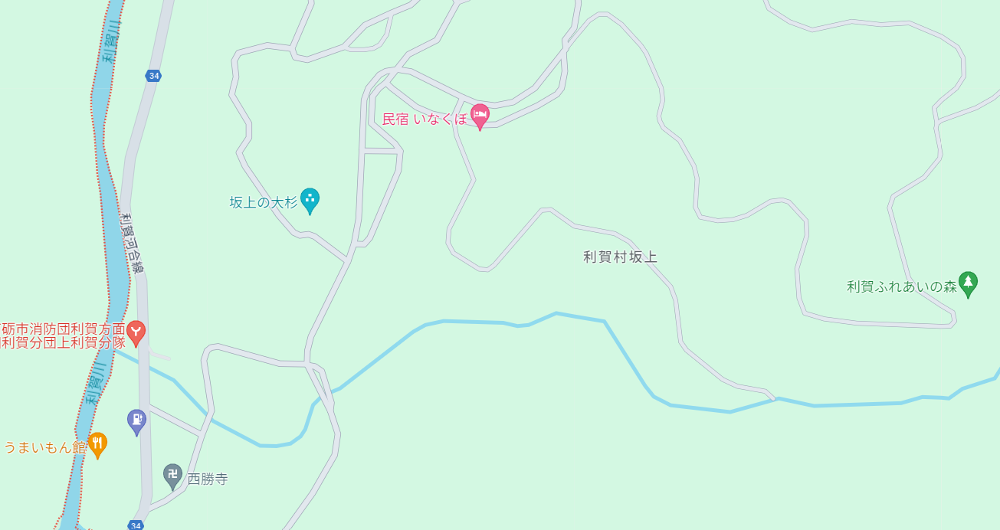 利賀川
34
民宿 いなくぼ
坂上の大杉
利賀河合線
利賀村坂上
利賀ふれあいの森
砺市消防団利賀方面
利賀分団上利賀分隊
利賀川
うまいもん館
西勝寺
34